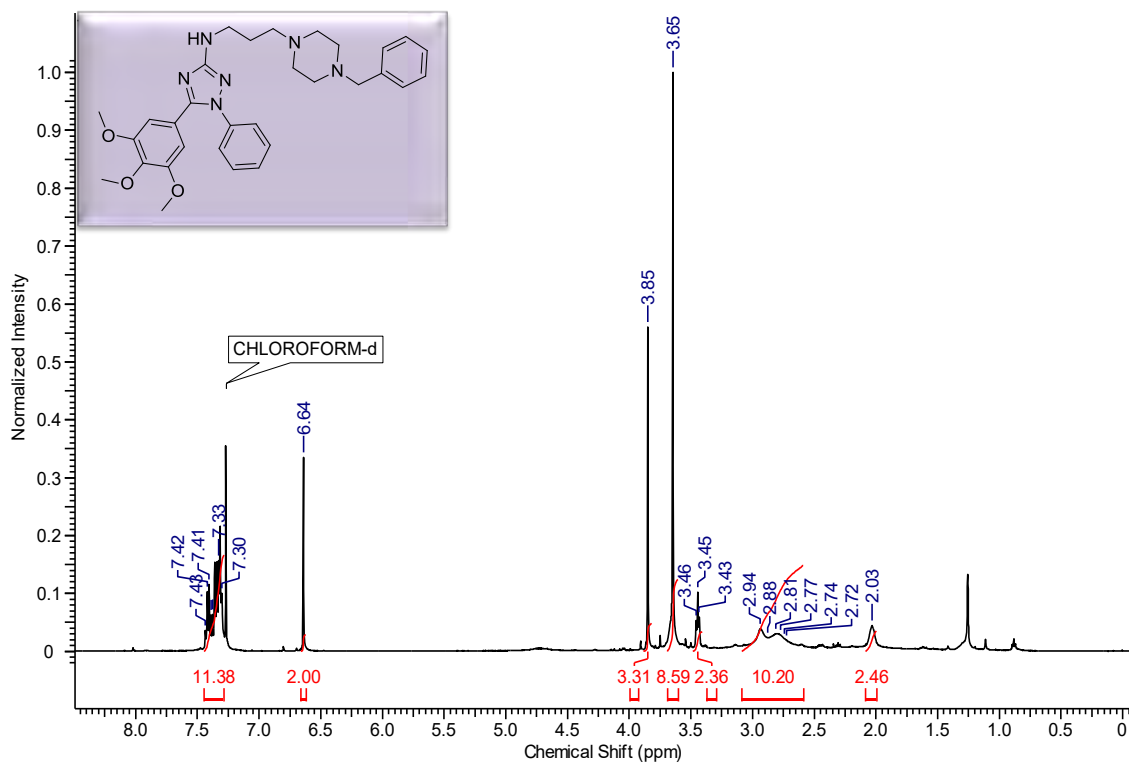 HN
N
N
N
N
N
O
O
O
CHLOROFORM-d
7.42
7.43
7.41
7.33
7.30
6.64
3.85
3.65
3.46
3.45
3.43
2.94
2.88
2.81
2.77
2.74
2.72
2.03
11.38
2.00
3.31
8.59
2.36
10.20
2.46
Normalized Intensity
1.0
0.9
0.8
0.7
0.6
0.5
0.4
0.3
0.2
0.1
0
8.0 7.5 7.0 6.5 6.0 5.5 5.0 4.5 4.0 3.5 3.0 2.5 2.0 1.5 1.0 0.5 0
Chemical Shift (ppm)